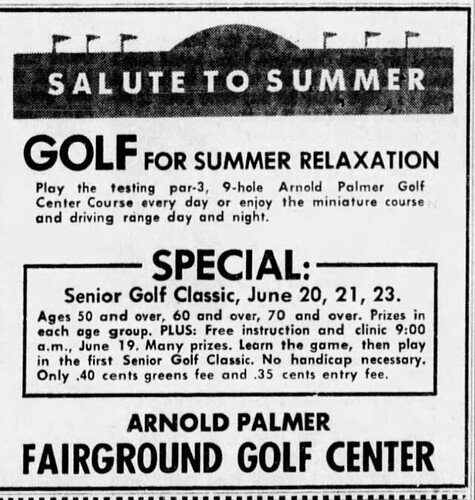 SALUTE TO SUMMER
GOLF FOR SUMMER RELAXATION
Play the testing par-3, 9-hole Arnold Palmer Golf
Center Course every day or enjoy the miniature course
and driving range day and night.
SPECIAL:
Senior Golf Classic, June 20, 21, 23.
Ages 50 and over, 60 and over, 70 and over. Prizes in
each age group. PLUS: Free instruction and clinic 9:00
a.m., June 19. Many prizes. Learn the game, then play
in the first Senior Golf Classic. No handicap necessary.
Only .40 cents greens fee and .35 cents entry fee.
ARNOLD PALMER
FAIRGROUND GOLF CENTER